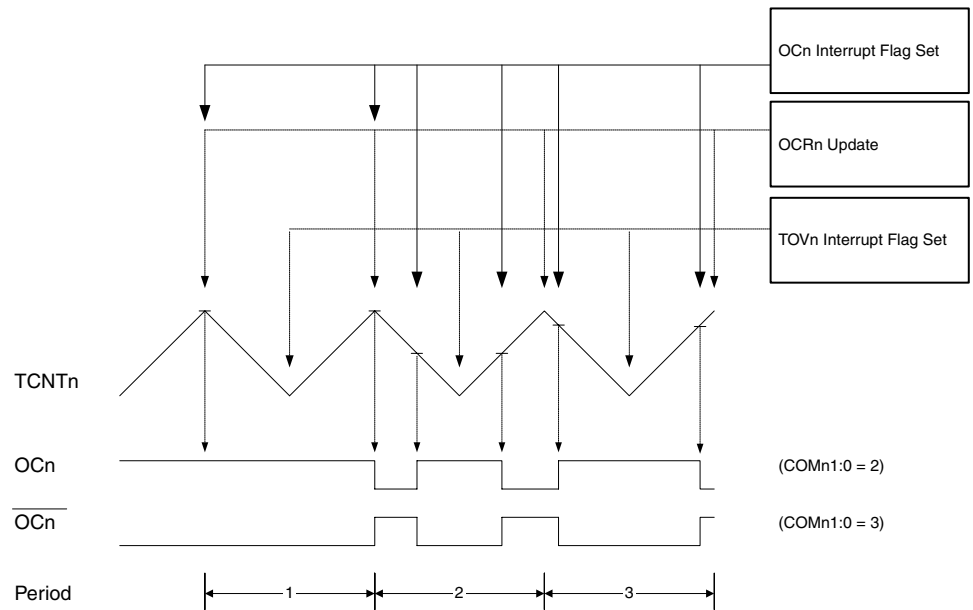 OCn Interrupt Flag Set
OCRn Update
TOVn Interrupt Flag Set
TCNTn
OCn (COMn1:0 = 2)
OCn (COMn1:0 = 3)
Period 1 2 3